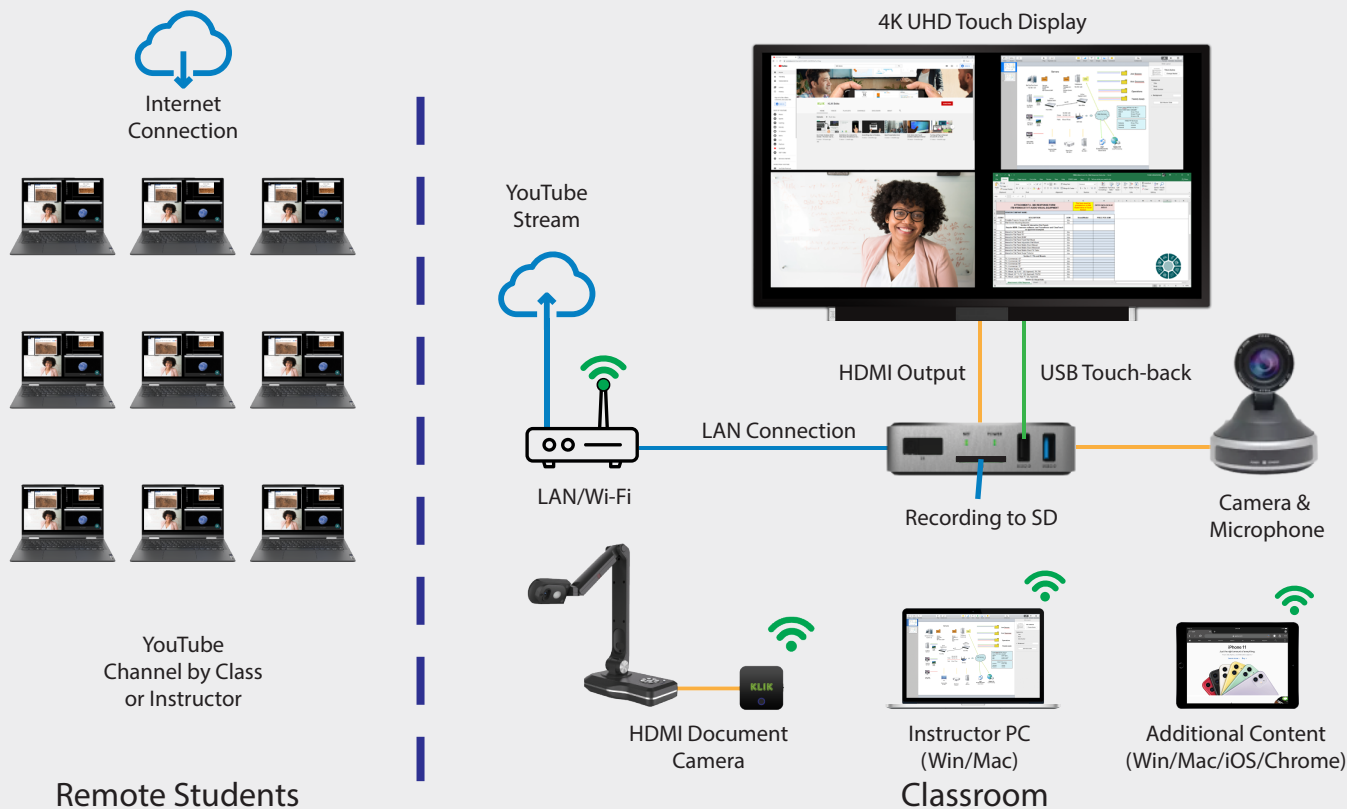 4K UHD Touch Display
Internet
Connection
YouTube
Stream
HDMI Output
USB Touch-back
LAN Connection
LAN/Wi-Fi
Recording to SD
Camera &
Microphone
YouTube
Channel by Class
or Instructor
KLIK
HDMI Document
Camera
Instructor PC
(Win/Mac)
iPhone 11
Additional Content
(Win/Mac/iOS/Chrome)
Remote Students
Classroom